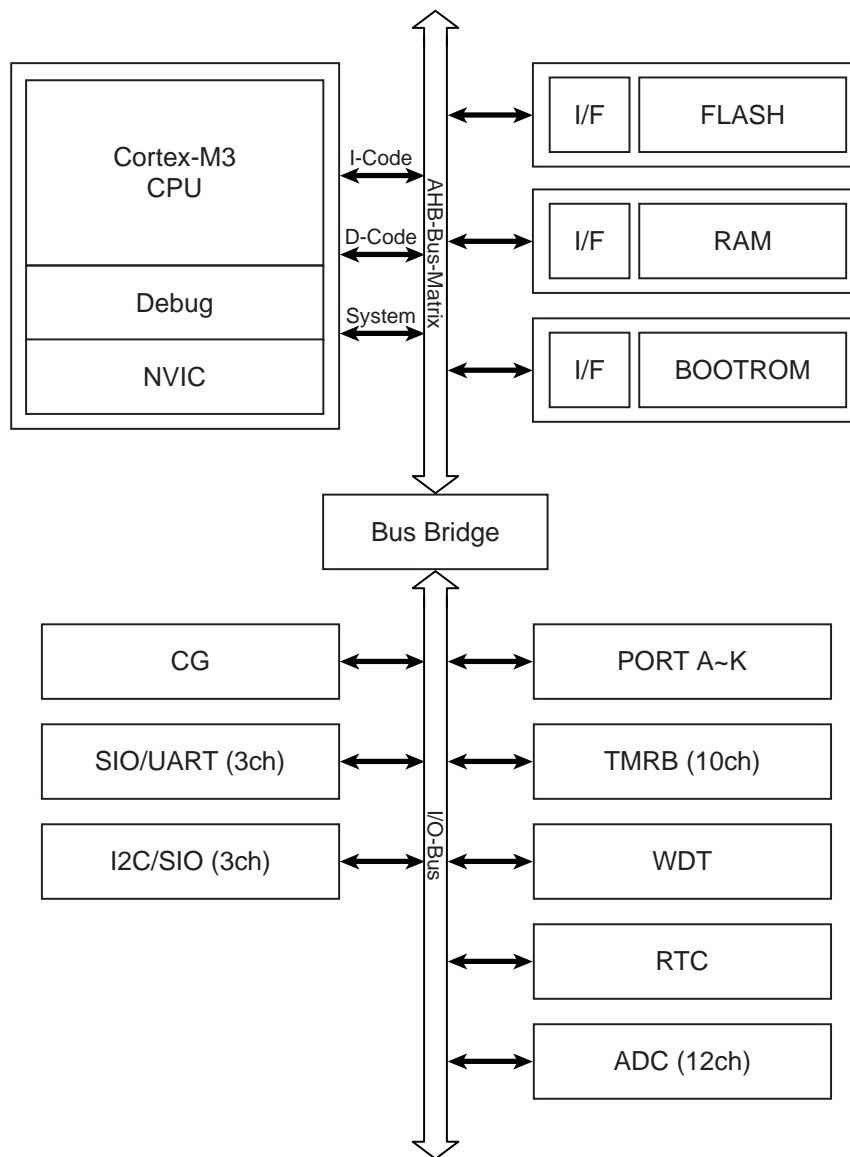 Cortex-M3
CPU
Debug
NVIC
I-Code
D-Code
System
AHB-Bus-Matrix
I/F
FLASH
I/F
RAM
I/F
BOOTROM
Bus Bridge
CG
SIO/UART (3ch)
I2C/SIO (3ch)
I/O-Bus
PORT A~K
TMRB (10ch)
WDT
RTC
ADC (12ch)